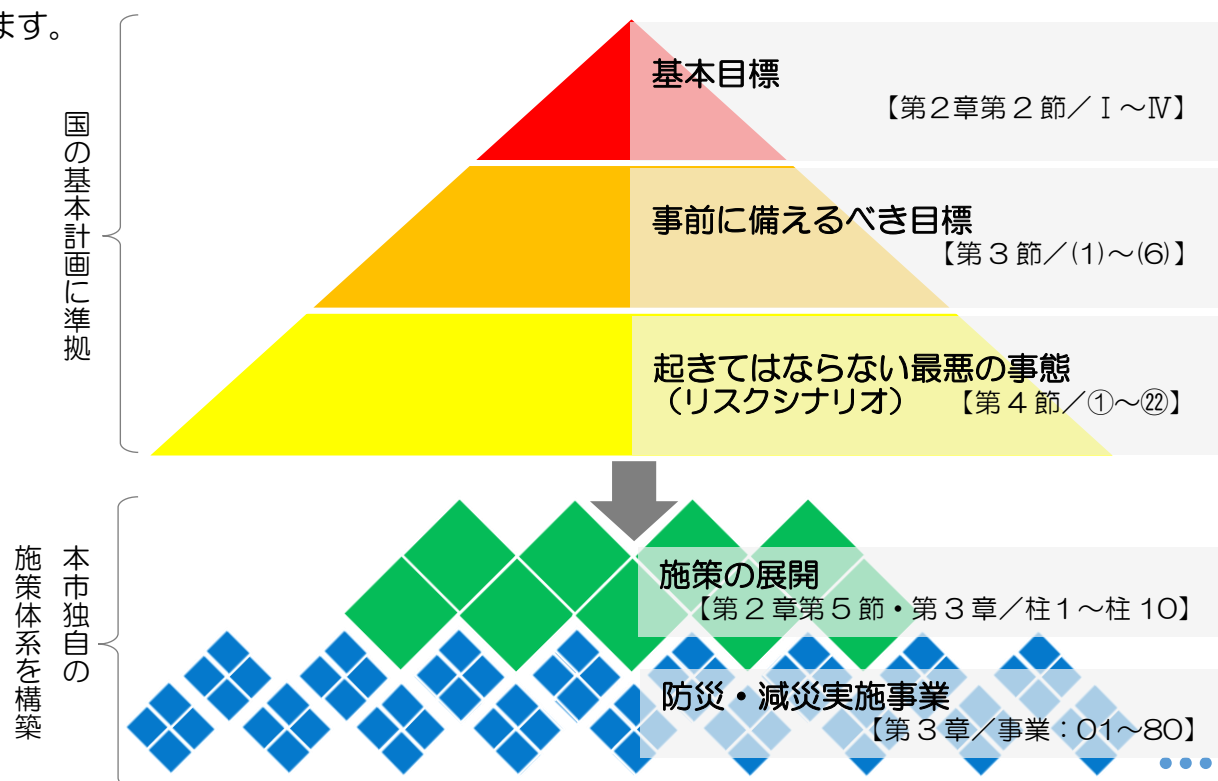 ます。
国の基本計画に準拠
基本目標
【第２章第２節／Ⅰ～Ⅳ】
事前に備えるべき目標
【第３節／(1)～(6)】
起きてはならない最悪の事態
（リスクシナリオ） 【第４節／①～㉒】
本市独自の
施策体系を構築
施策の展開
【第２章第５節・第３章／柱１～柱10】
防災・減災実施事業
【第３章／事業：01～80】